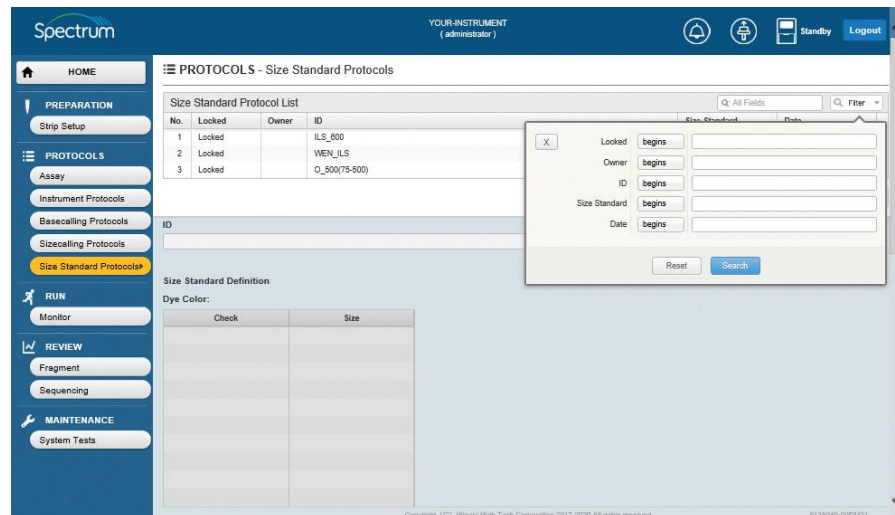 Spectrum
YOUR-INSTRUMENT
( administrator )
Standby
Logout
HOME
PREPARATION
Strip Setup
PROTOCOLS
Assay
Instrument Protocols
Basecalling Protocols
Sizecalling Protocols
Size Standard Protocols
RUN
Monitor
REVIEW
Fragment
Sequencing
MAINTENANCE
System Tests
PROTOCOLS - Size Standard Protocols
Size Standard Protocol List
All Fields
Filter
No. Locked Owner ID Size Standard Date
1 Locked ILS_600
2 Locked WEN_ILS
3 Locked O_500(75-500)
X
Locked begins
Owner begins
ID begins
Size Standard begins
Date begins
Reset Search
ID
Size Standard Definition
Dye Color:
Check Size